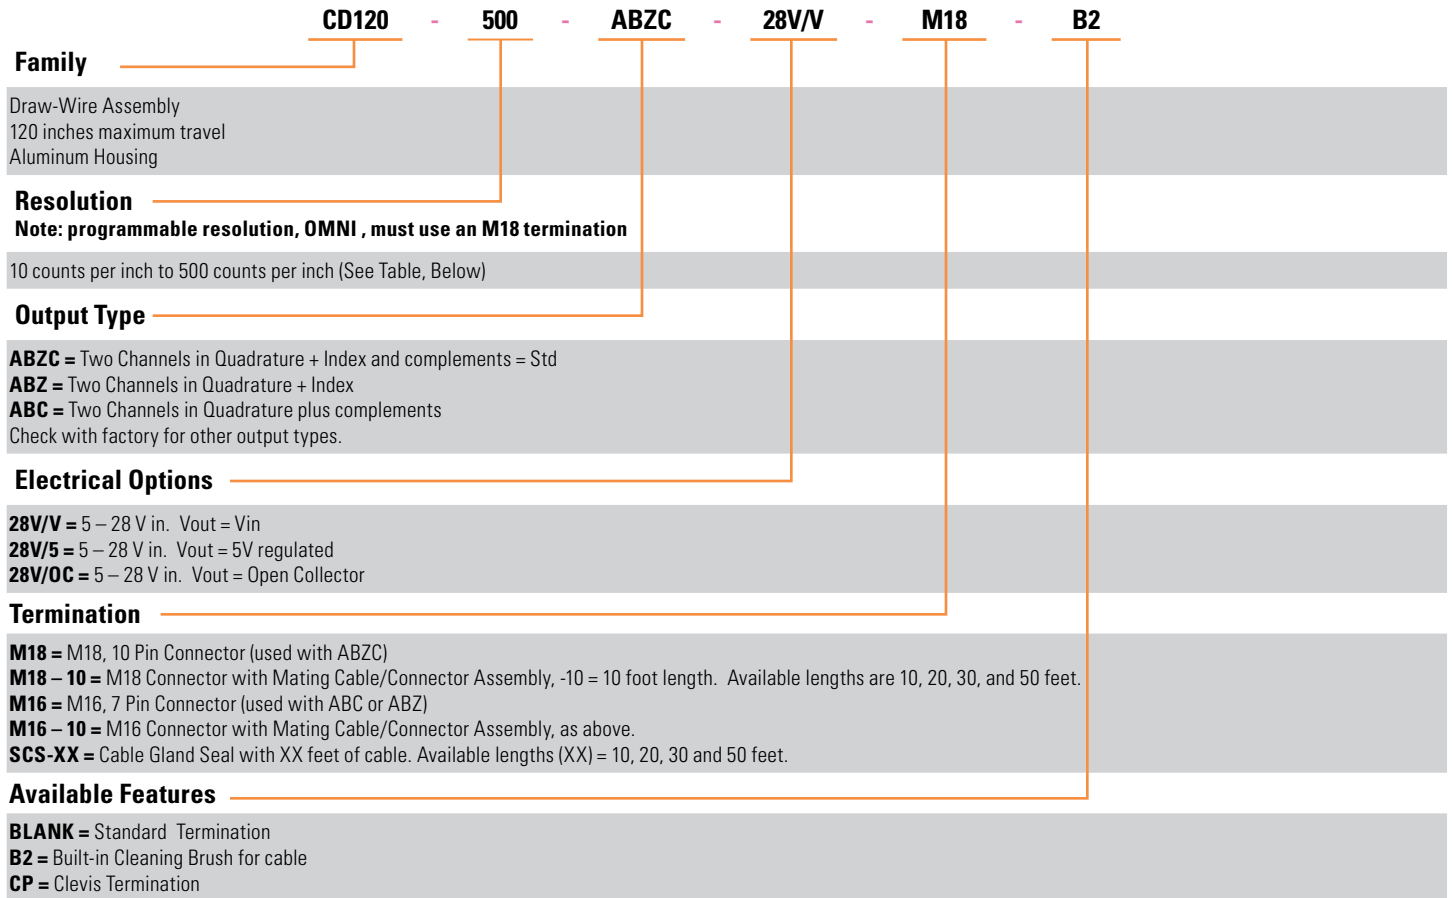 CD120 - 500 - ABZC - 28V/V - M18 - B2
Family
Draw-Wire Assembly
120 inches maximum travel
Aluminum Housing
Resolution
Note: programmable resolution, OMNI , must use an M18 termination
10 counts per inch to 500 counts per inch (See Table, Below)
Output Type
ABZC = Two Channels in Quadrature + Index and complements = Std
ABZ = Two Channels in Quadrature + Index
ABC = Two Channels in Quadrature plus complements
Check with factory for other output types.
Electrical Options
28V/V = 5 – 28 V in. Vout = Vin
28V/5 = 5 – 28 V in. Vout = 5V regulated
28V/OC = 5 – 28 V in. Vout = Open Collector
Termination
M18 = M18, 10 Pin Connector (used with ABZC)
M18 – 10 = M18 Connector with Mating Cable/Connector Assembly, -10 = 10 foot length. Available lengths are 10, 20, 30, and 50 feet.
M16 = M16, 7 Pin Connector (used with ABC or ABZ)
M16 – 10 = M16 Connector with Mating Cable/Connector Assembly, as above.
SCS-XX = Cable Gland Seal with XX feet of cable. Available lengths (XX) = 10, 20, 30 and 50 feet.
Available Features
BLANK = Standard Termination
B2 = Built-in Cleaning Brush for cable
CP = Clevis Termination